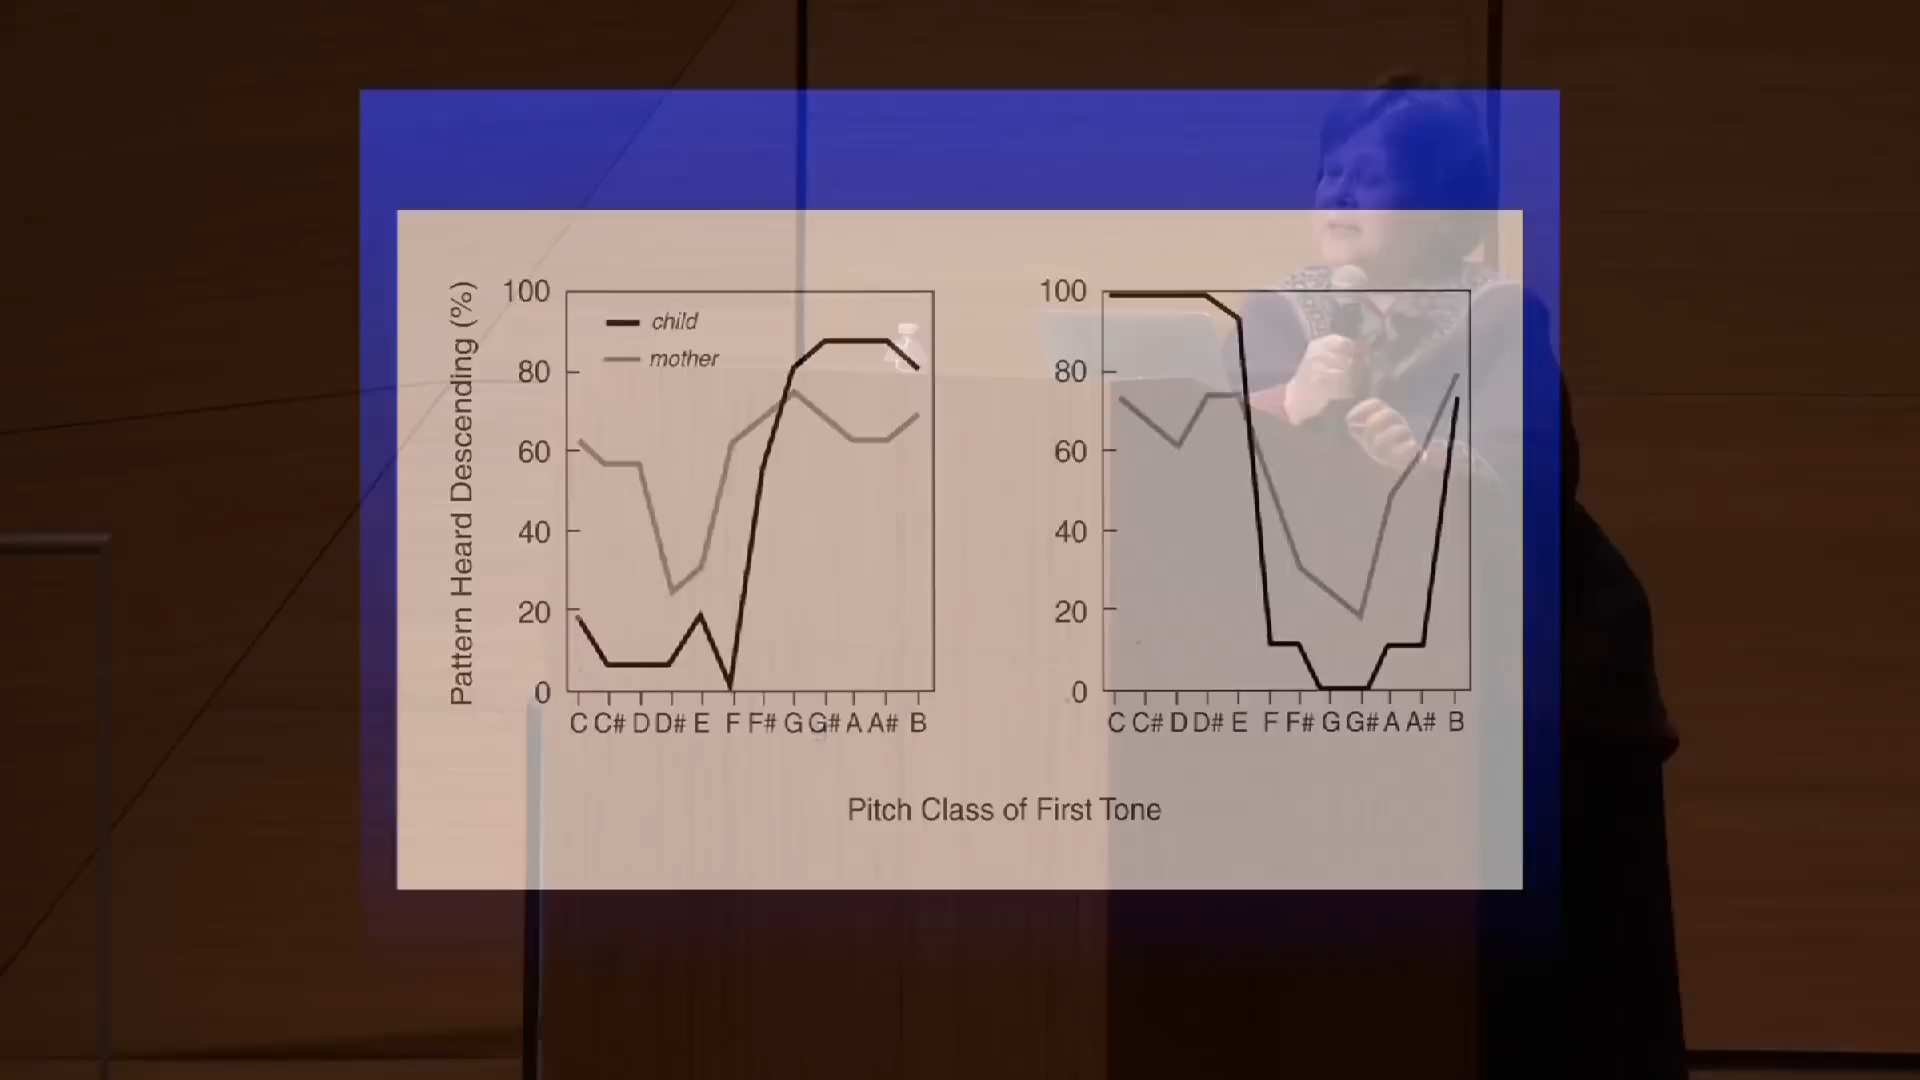 Pattern Heard Descending (%)
100
80
60
40
20
0
child
mother
C C# D D# E F F# G G# A A# B
100
80
60
40
20
0
C C# D D# E F F# G G# A A# B
Pitch Class of First Tone